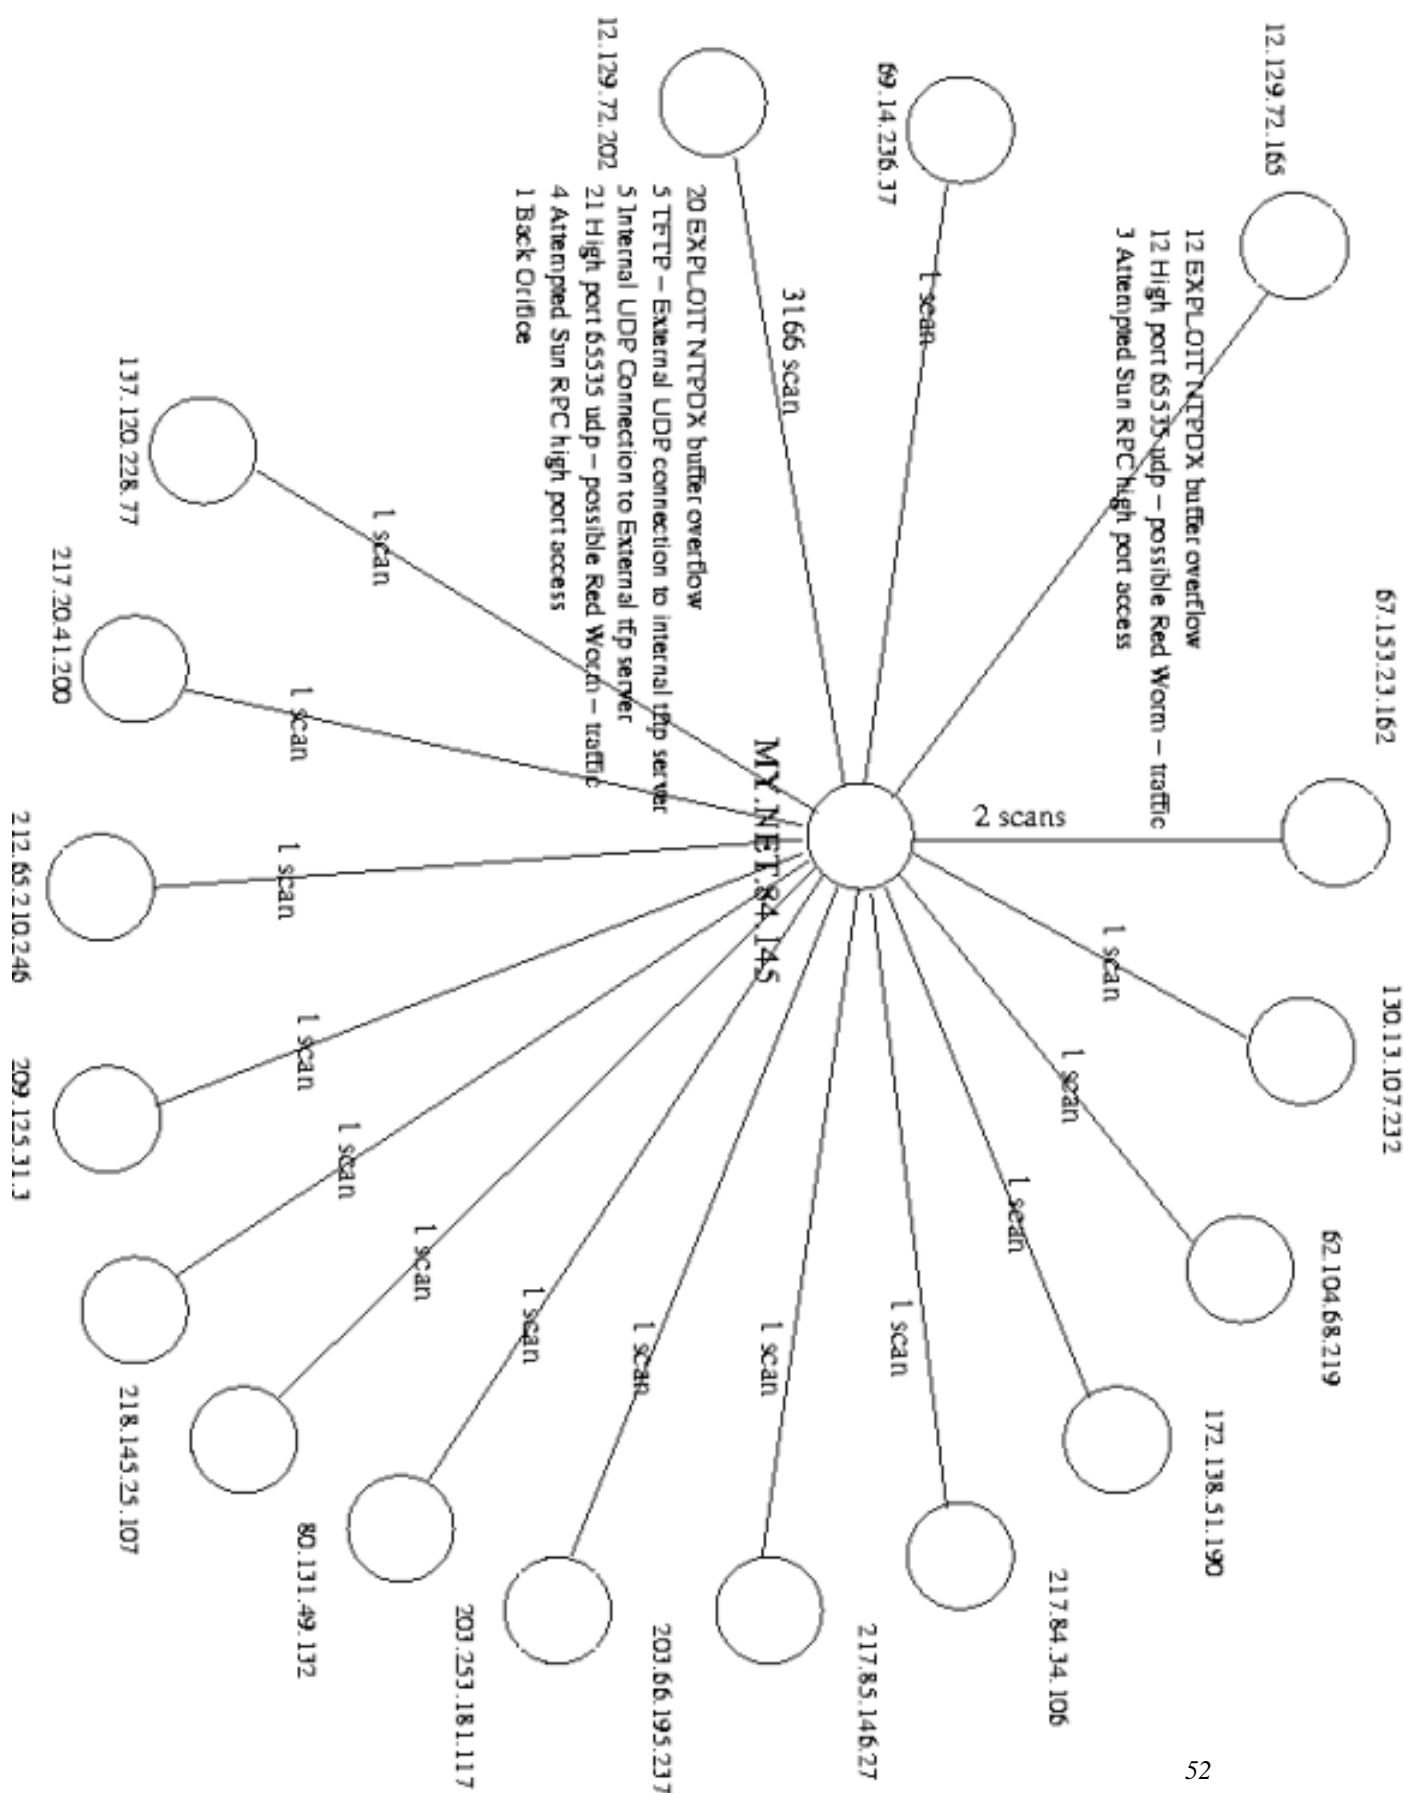 12.129.72.165
12 EXPLOIT NTPDX buffer overflow
12 High port 65535 udp – possible Red Worm – traffic
3 Attempted Sun RPC high port access
69.14.236.37
1 scan
12.129.72.202
20 EXPLOIT NTPDX buffer overflow
5 TFTP – External UDP connection to internal tftp server
5 Internal UDP Connection to External tftp server
21 High port 65535 udp – possible Red Worm – traffic
4 Attempted Sun RPC high port access
1 Back Orifice
3166 scan
67.153.23.162
2 scans
MY.NET.84.145
137.120.228.77
1 scan
217.20.41.200
1 scan
212.65.210.246
1 scan
209.125.31.3
1 scan
218.145.25.107
1 scan
80.131.49.132
1 scan
203.253.181.117
1 scan
203.66.195.237
1 scan
217.85.146.27
1 scan
217.84.34.106
1 scan
172.138.51.190
1 scan
62.104.68.219
1 scan
130.13.107.232
1 scan
52